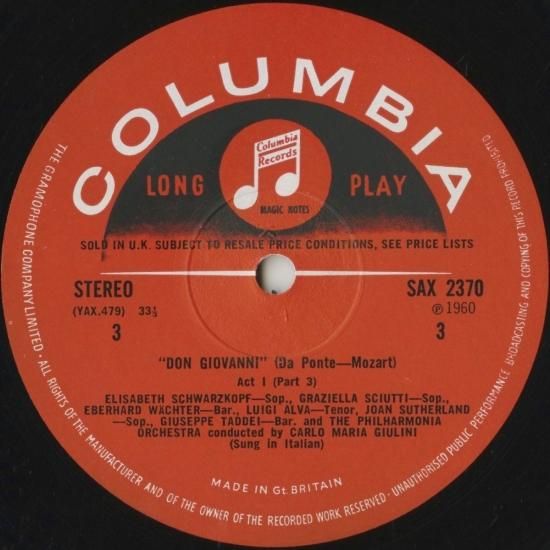 COLUMBIA
Columbia
Records
LONG PLAY
MAGIC NOTES
SOLD IN U.K. SUBJECT TO RESALE PRICE CONDITIONS, SEE PRICE LISTS
STEREO SAX 2370
(YAX.479) 33⅓ ℗1960
3 3
"DON GIOVANNI" (Da Ponte—Mozart)
Act I (Part 3)
ELISABETH SCHWARZKOPF—Sop., GRAZIELLA SCIUTTI—Sop.,
EBERHARD WÄCHTER—Bar., LUIGI ALVA—Tenor, JOAN SUTHERLAND
—Sop., GIUSEPPE TADDEI—Bar. and THE PHILHARMONIA
ORCHESTRA conducted by CARLO MARIA GIULINI
(Sung in Italian)
MADE IN Gt. BRITAIN
THE GRAMOPHONE COMPANY LIMITED · ALL RIGHTS OF THE MANUFACTURER AND OF THE OWNER OF THE RECORDED WORK RESERVED · UNAUTHORISED PUBLIC PERFORMANCE BROADCASTING AND COPYING OF THIS RECORD PROHIBITED